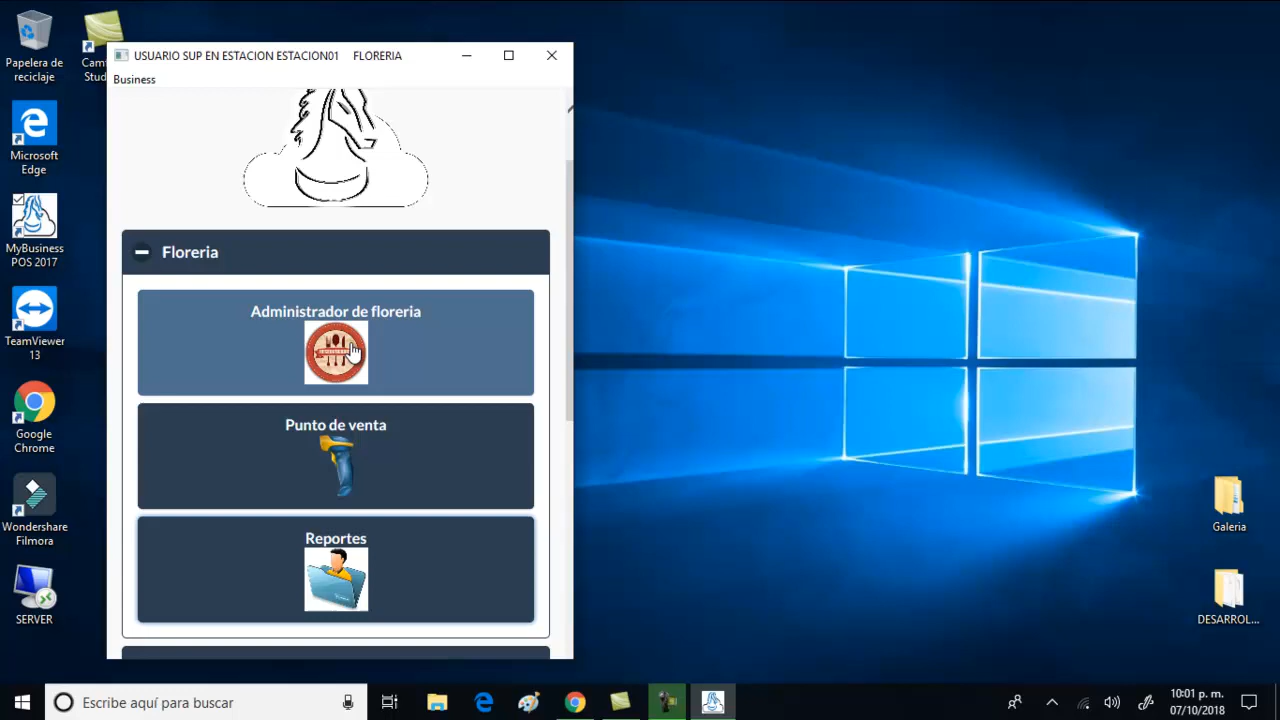 Papelera de
reciclaje
Microsoft
Edge
MyBusiness
POS 2017
TeamViewer
13
Google
Chrome
Wondershare
Filmora
SERVER
USUARIO SUP EN ESTACION ESTACION01 FLORERIA
Business
Floreria
Administrador de floreria
Punto de venta
Reportes
Galeria
DESARROL...
Escribe aquí para buscar
10:01 p. m.
07/10/2018